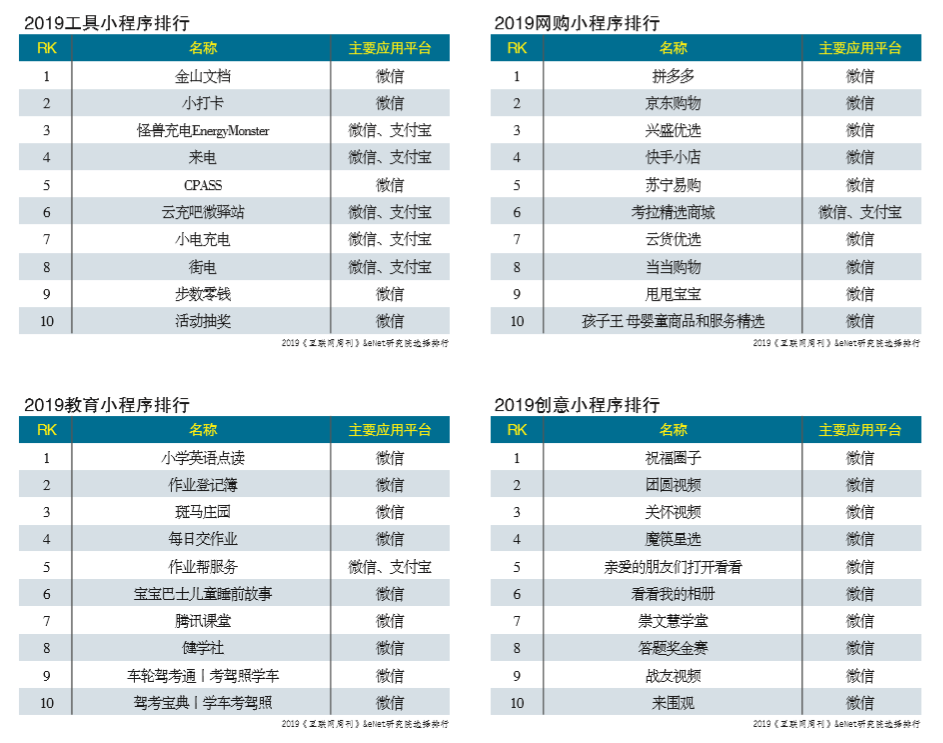 2019工具小程序排行
RK 名称 主要应用平台
1 金山文档 微信
2 小打卡 微信
3 怪兽充电EnergyMonster 微信、支付宝
4 来电 微信、支付宝
5 CPASS 微信
6 云充吧微驿站 微信、支付宝
7 小电充电 微信、支付宝
8 街电 微信、支付宝
9 步数零钱 微信
10 活动抽奖 微信
2019《互联网周刊》&eNet研究院选择排行
2019网购小程序排行
RK 名称 主要应用平台
1 拼多多 微信
2 京东购物 微信
3 兴盛优选 微信
4 快手小店 微信
5 苏宁易购 微信
6 考拉精选商城 微信、支付宝
7 云货优选 微信
8 当当购物 微信
9 甩甩宝宝 微信
10 孩子王 母婴童商品和服务精选 微信
2019《互联网周刊》&eNet研究院选择排行
2019教育小程序排行
RK 名称 主要应用平台
1 小学英语点读 微信
2 作业登记簿 微信
3 斑马庄园 微信
4 每日交作业 微信
5 作业帮服务 微信、支付宝
6 宝宝巴士儿童睡前故事 微信
7 腾讯课堂 微信
8 健学社 微信
9 车轮驾考通丨考驾照学车 微信
10 驾考宝典丨学车考驾照 微信
2019《互联网周刊》&eNet研究院选择排行
2019创意小程序排行
RK 名称 主要应用平台
1 祝福圈子 微信
2 团圆视频 微信
3 关怀视频 微信
4 魔筷星选 微信
5 亲爱的朋友们打开看看 微信
6 看看我的相册 微信
7 崇文慧学堂 微信
8 答题奖金赛 微信
9 战友视频 微信
10 来围观 微信
2019《互联网周刊》&eNet研究院选择排行